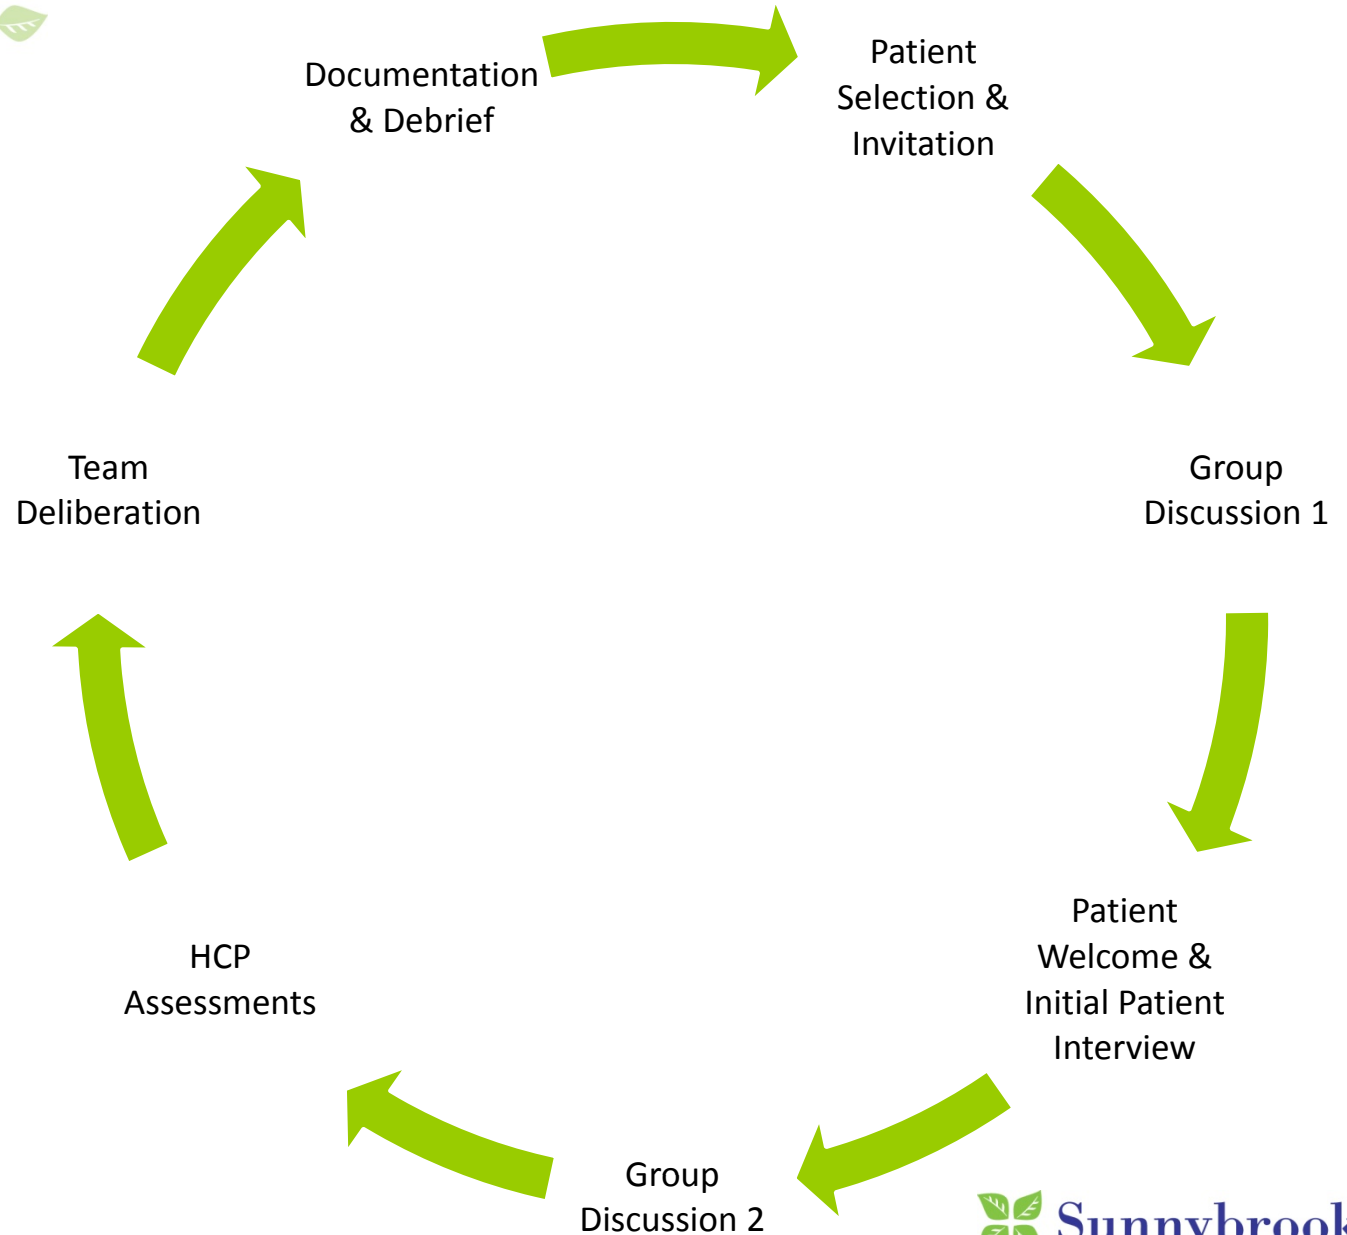 Documentation
& Debrief
Patient
Selection &
Invitation
Group
Discussion 1
Patient
Welcome &
Initial Patient
Interview
Group
Discussion 2
HCP
Assessments
Team
Deliberation
Sunnybrook